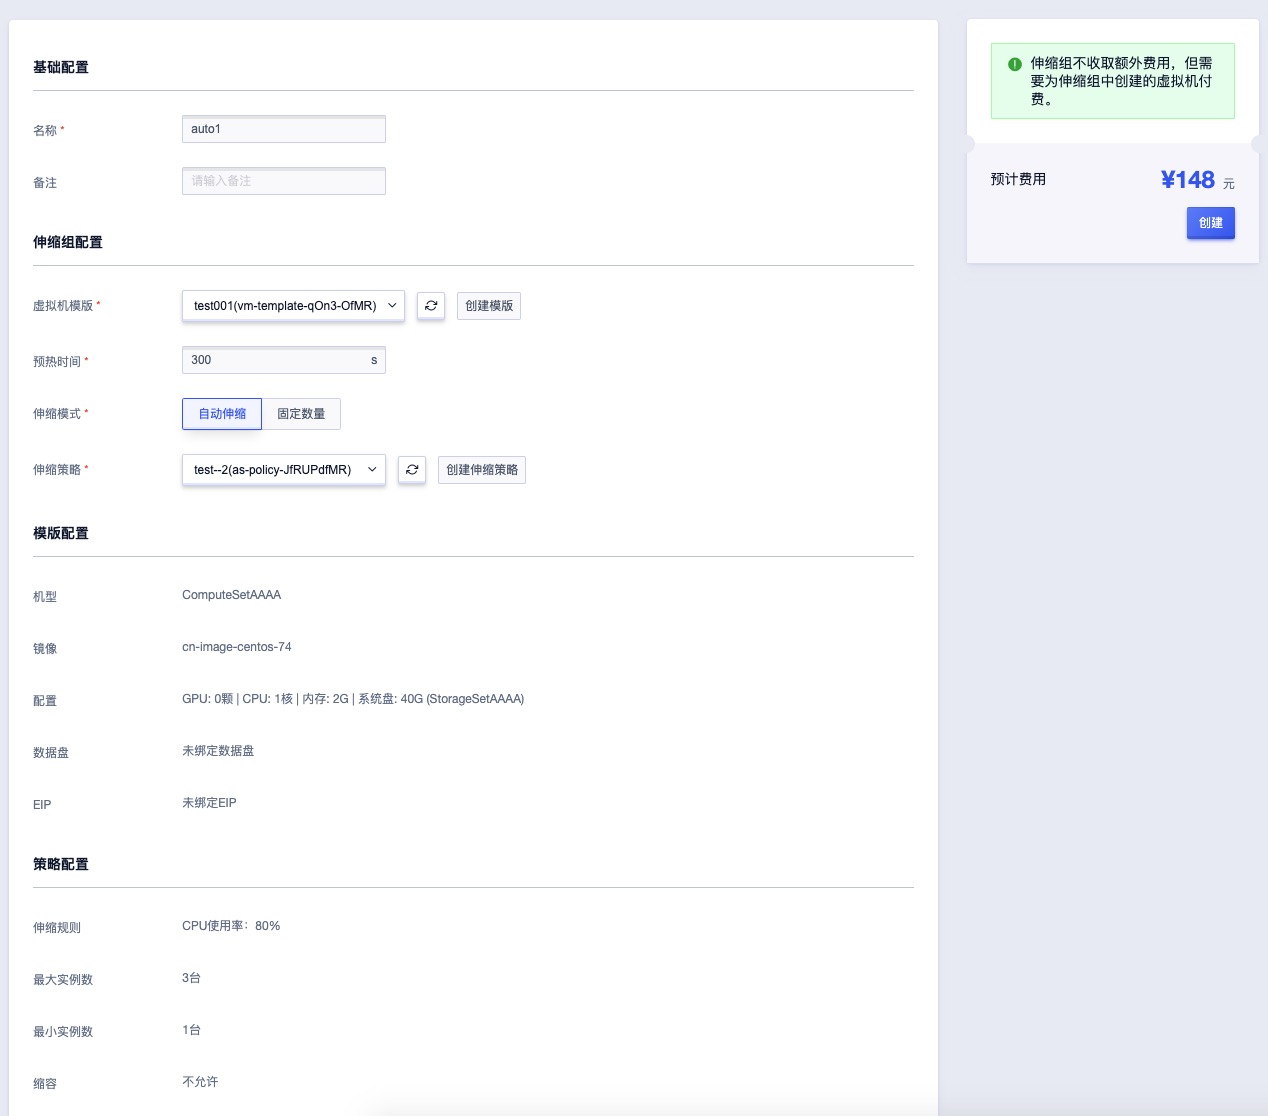 基础配置
名称 *
auto1
备注
请输入备注
伸缩组配置
虚拟机模版 *
test001(vm-template-qOn3-OfMR)
创建模版
预热时间 *
300 s
伸缩模式 *
自动伸缩 固定数量
伸缩策略 *
test--2(as-policy-JfRUPdfMR)
创建伸缩策略
模版配置
机型
ComputeSetAAAA
镜像
cn-image-centos-74
配置
GPU: 0颗 | CPU: 1核 | 内存: 2G | 系统盘: 40G (StorageSetAAAA)
数据盘
未绑定数据盘
EIP
未绑定EIP
策略配置
伸缩规则
CPU使用率：80%
最大实例数
3台
最小实例数
1台
缩容
不允许
伸缩组不收取额外费用，但需
要为伸缩组中创建的虚拟机付
费。
预计费用
¥148 元
创建